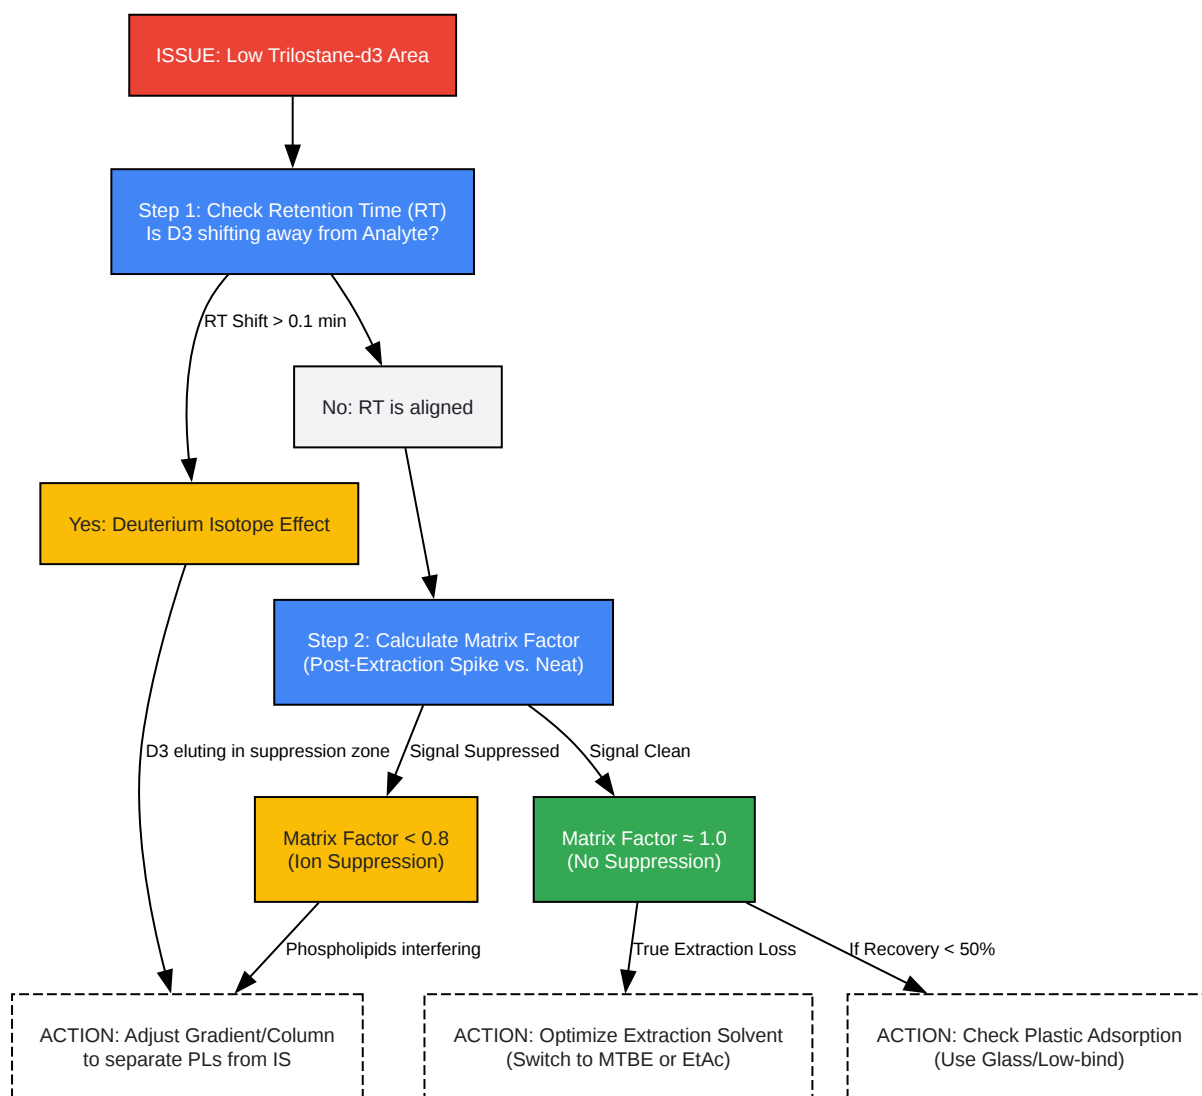 ISSUE: Low Trilostane-d3 Area
Step 1: Check Retention Time (RT)
Is D3 shifting away from Analyte?
RT Shift > 0.1 min
No: RT is aligned
Yes: Deuterium Isotope Effect
Step 2: Calculate Matrix Factor
(Post-Extraction Spike vs. Neat)
D3 eluting in suppression zone
Signal Suppressed
Signal Clean
Matrix Factor < 0.8
(Ion Suppression)
Matrix Factor ≈ 1.0
(No Suppression)
Phospholipids interfering
True Extraction Loss
If Recovery < 50%
ACTION: Adjust Gradient/Column
to separate PLs from IS
ACTION: Optimize Extraction Solvent
(Switch to MTBE or EtAc)
ACTION: Check Plastic Adsorption
(Use Glass/Low-bind)